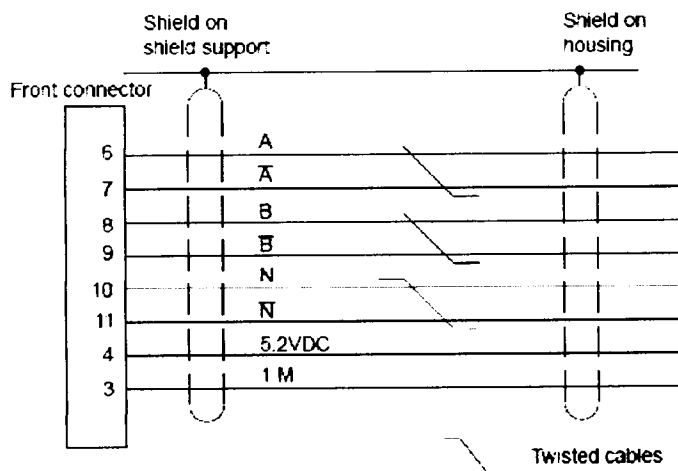 Shield on
shield support
Shield on
housing
Front connector
6 A
7 A̅
8 B
9 B̅
10 N
11 N̅
4 5.2VDC
3 1 M
Twisted cables